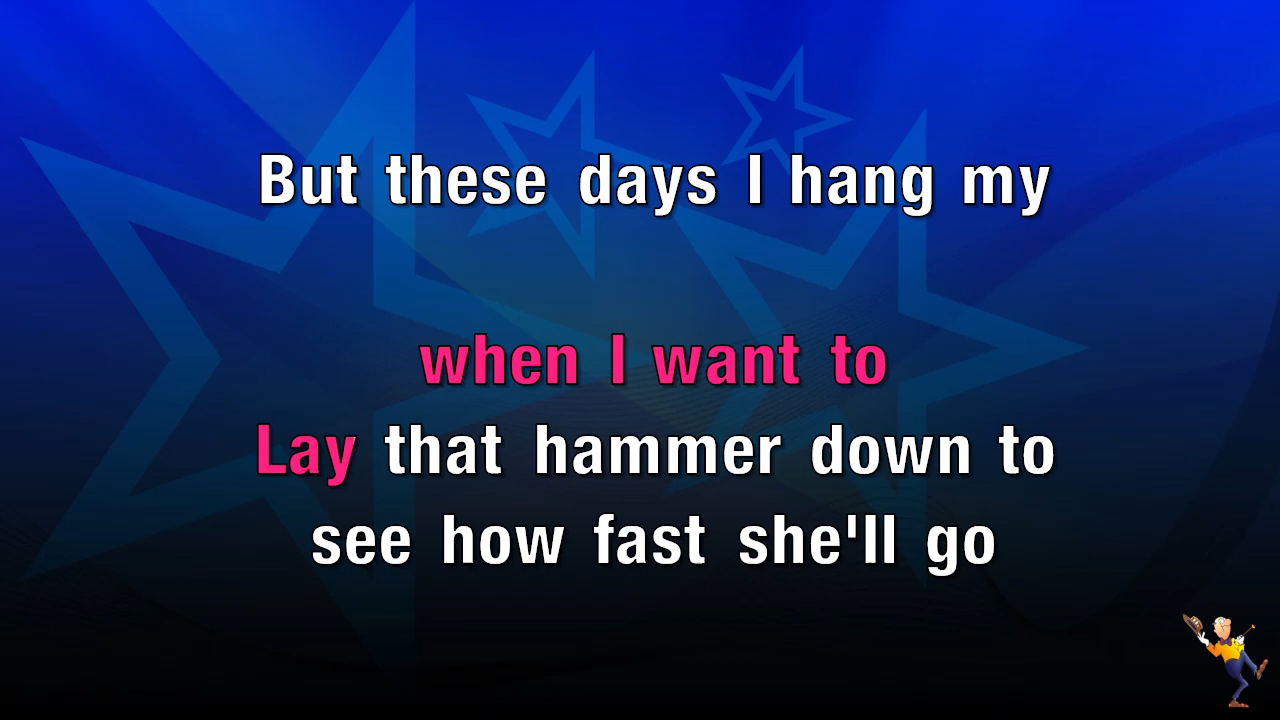 But these days I hang my
when I want to
Lay that hammer down to
see how fast she'll go